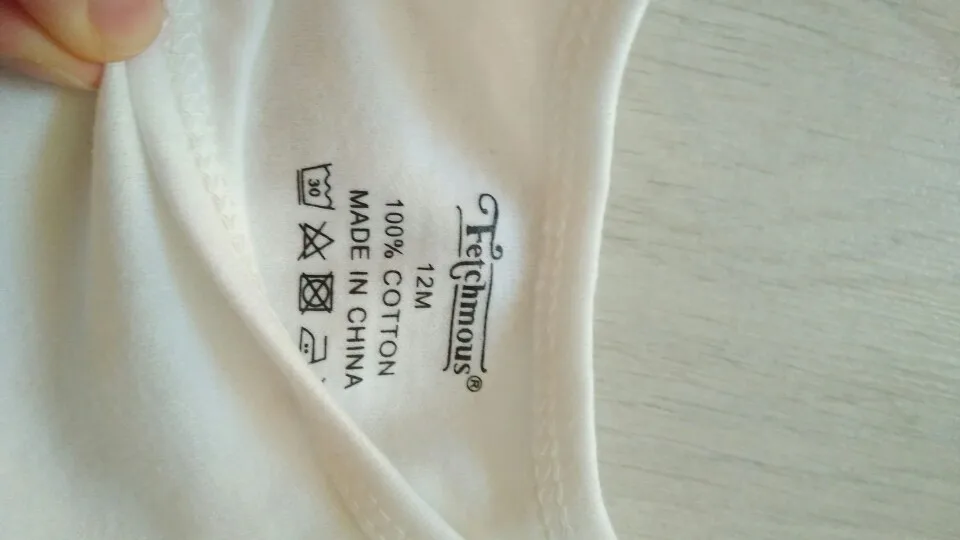 Fetchmous®
12M
100% COTTON
MADE IN CHINA
30